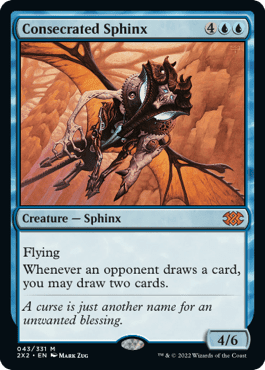 Consecrated Sphinx 4
Creature — Sphinx
Flying
Whenever an opponent draws a card,
you may draw two cards.
A curse is just another name for an
unwanted blessing.
4/6
043/331 M
2X2 • EN Mark Zug
™ & © 2022 Wizards of the Coast